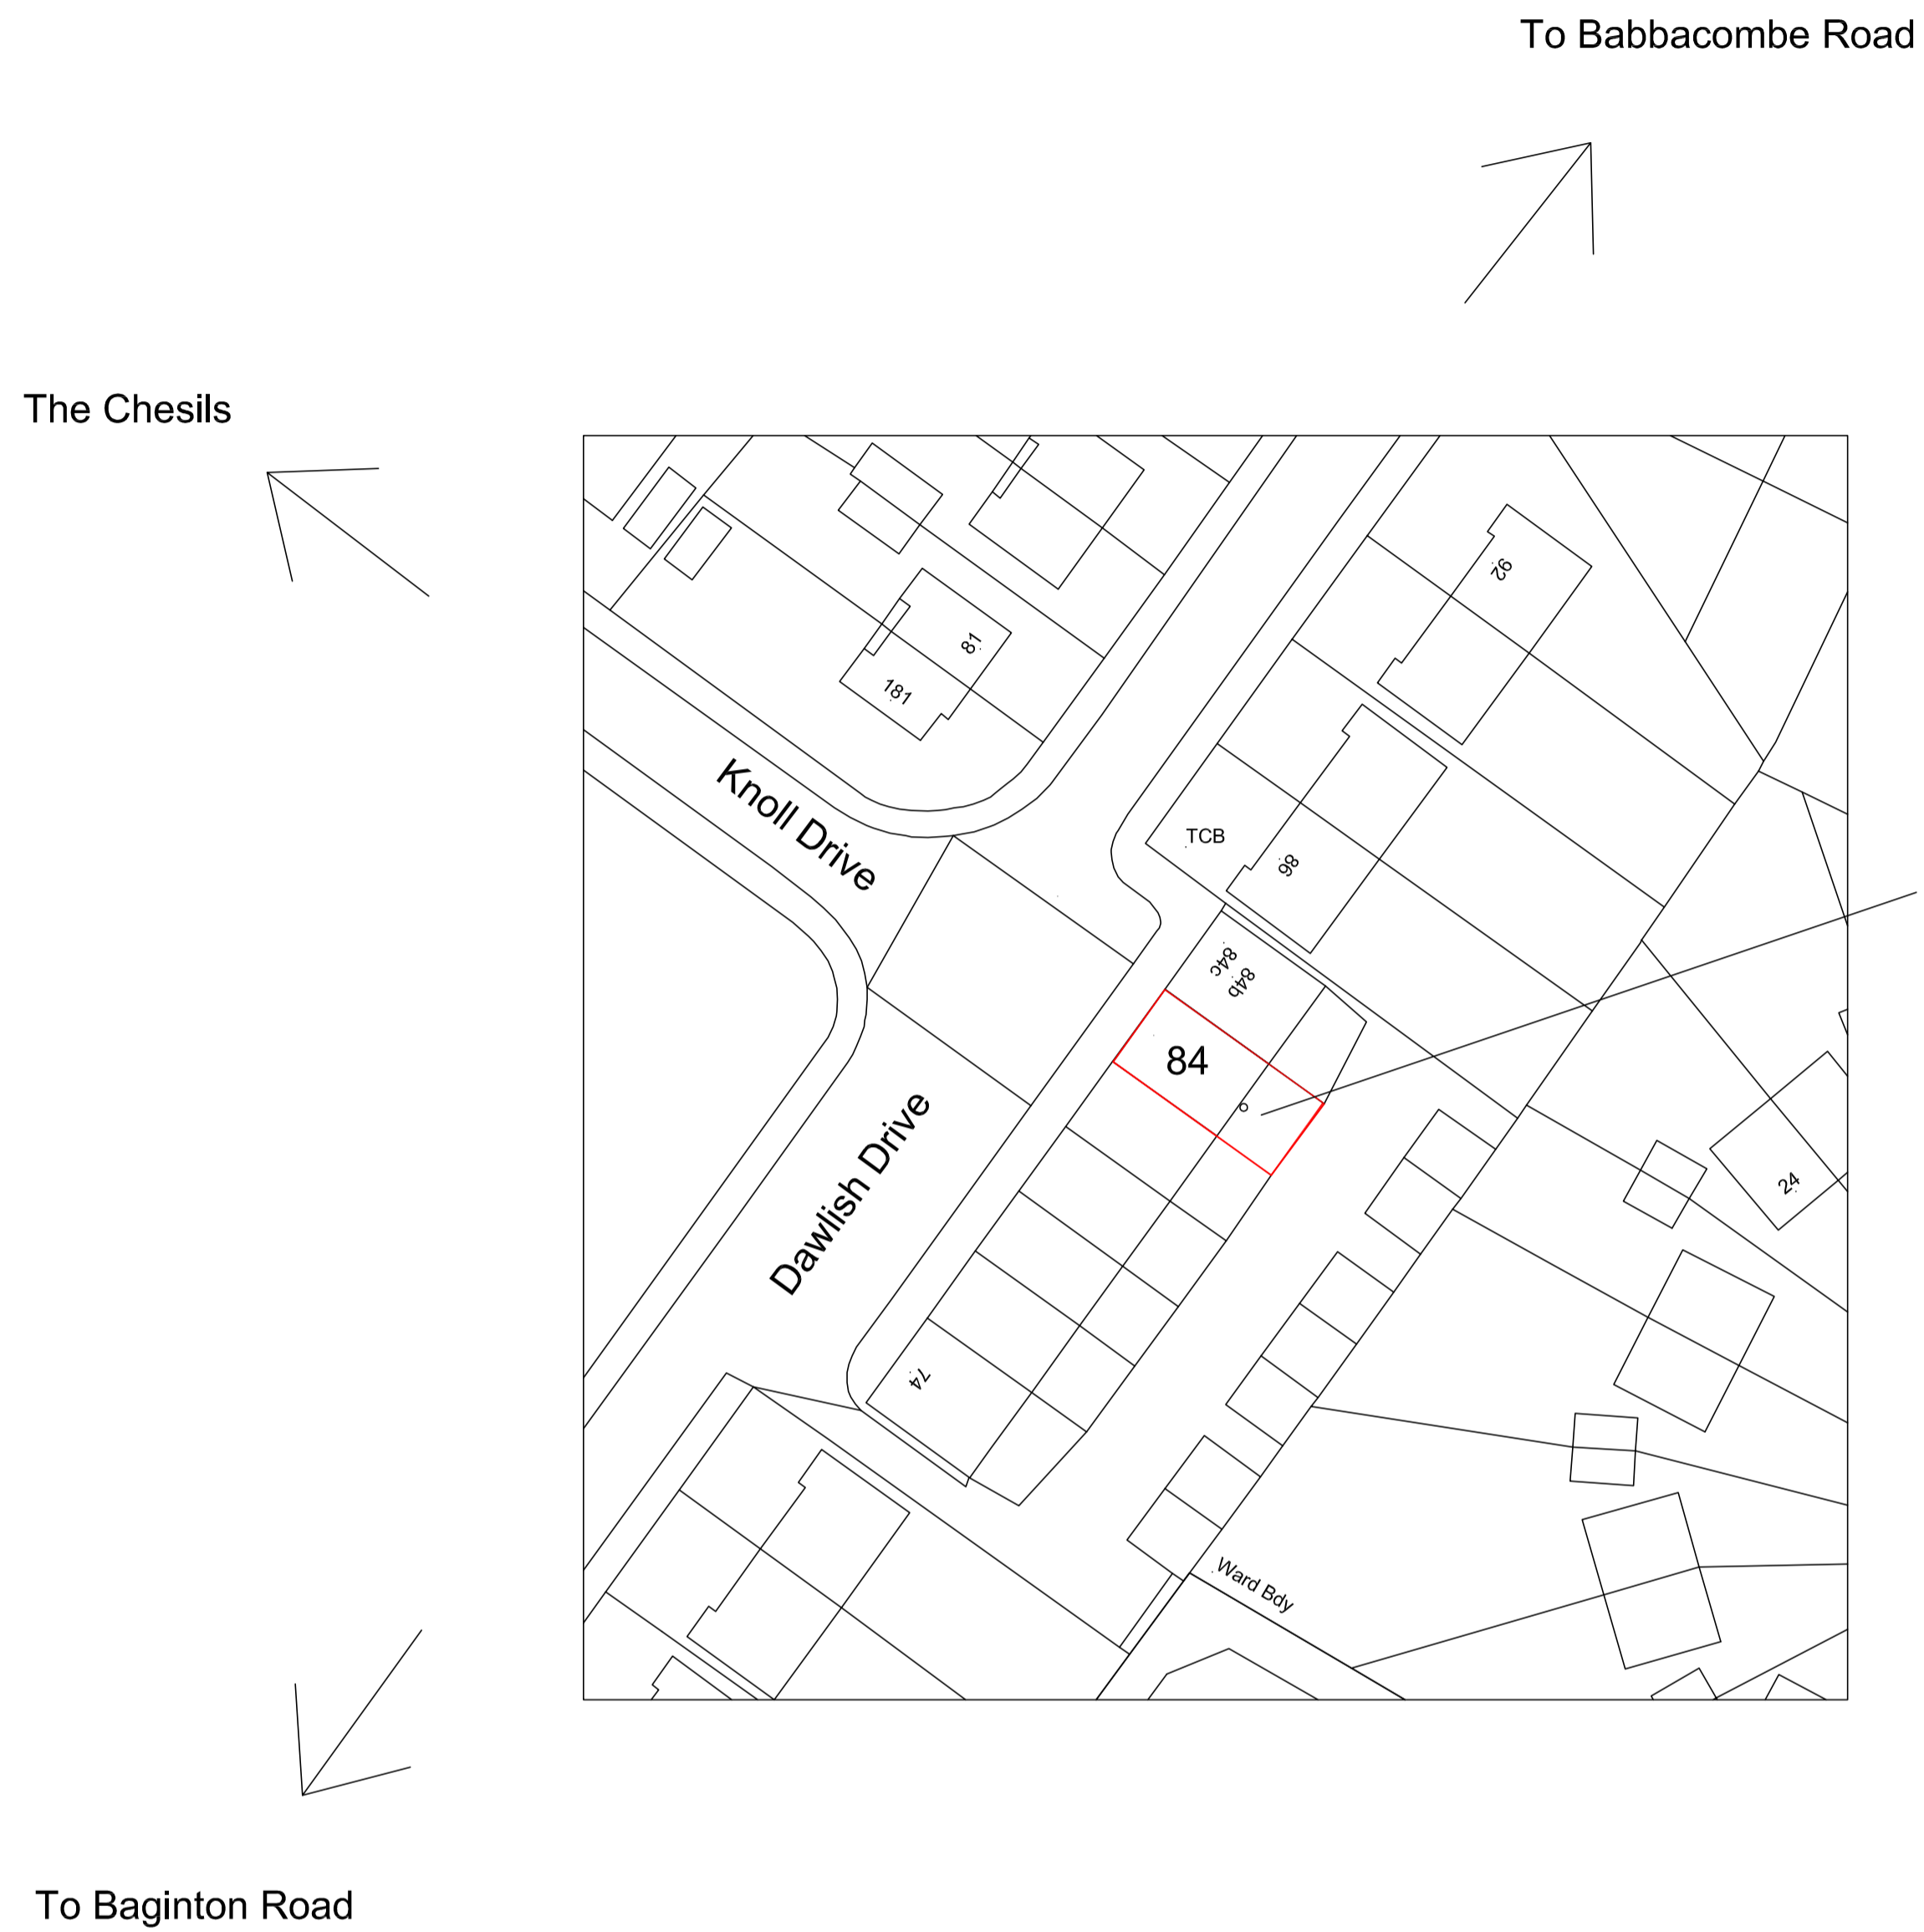 To Babbacombe Road
The Chesils
92
81
181
Knoll Drive
TCB
86
84c
84b
84
Dawlish Drive
24
74
Ward Bdy
To Baginton Road